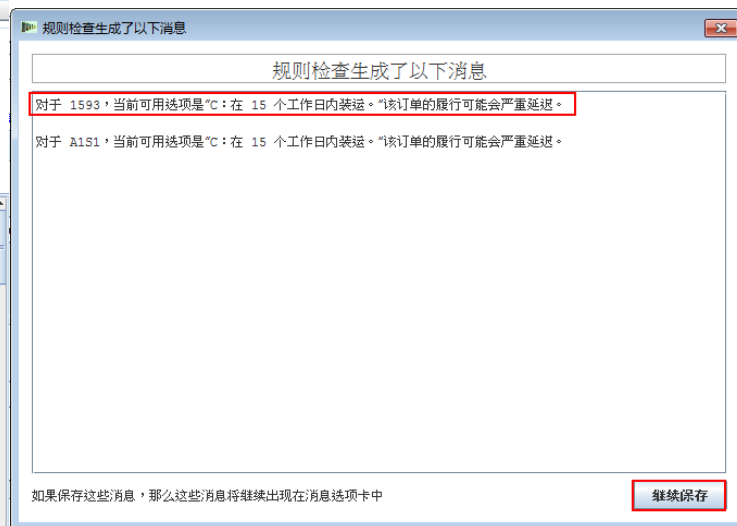 规则检查生成了以下消息
规则检查生成了以下消息
对于 1593，当前可用选项是"C：在 15 个工作日内装运。"该订单的履行可能会严重延迟。
对于 A1S1，当前可用选项是"C：在 15 个工作日内装运。"该订单的履行可能会严重延迟。
如果保存这些消息，那么这些消息将继续出现在消息选项卡中
继续保存